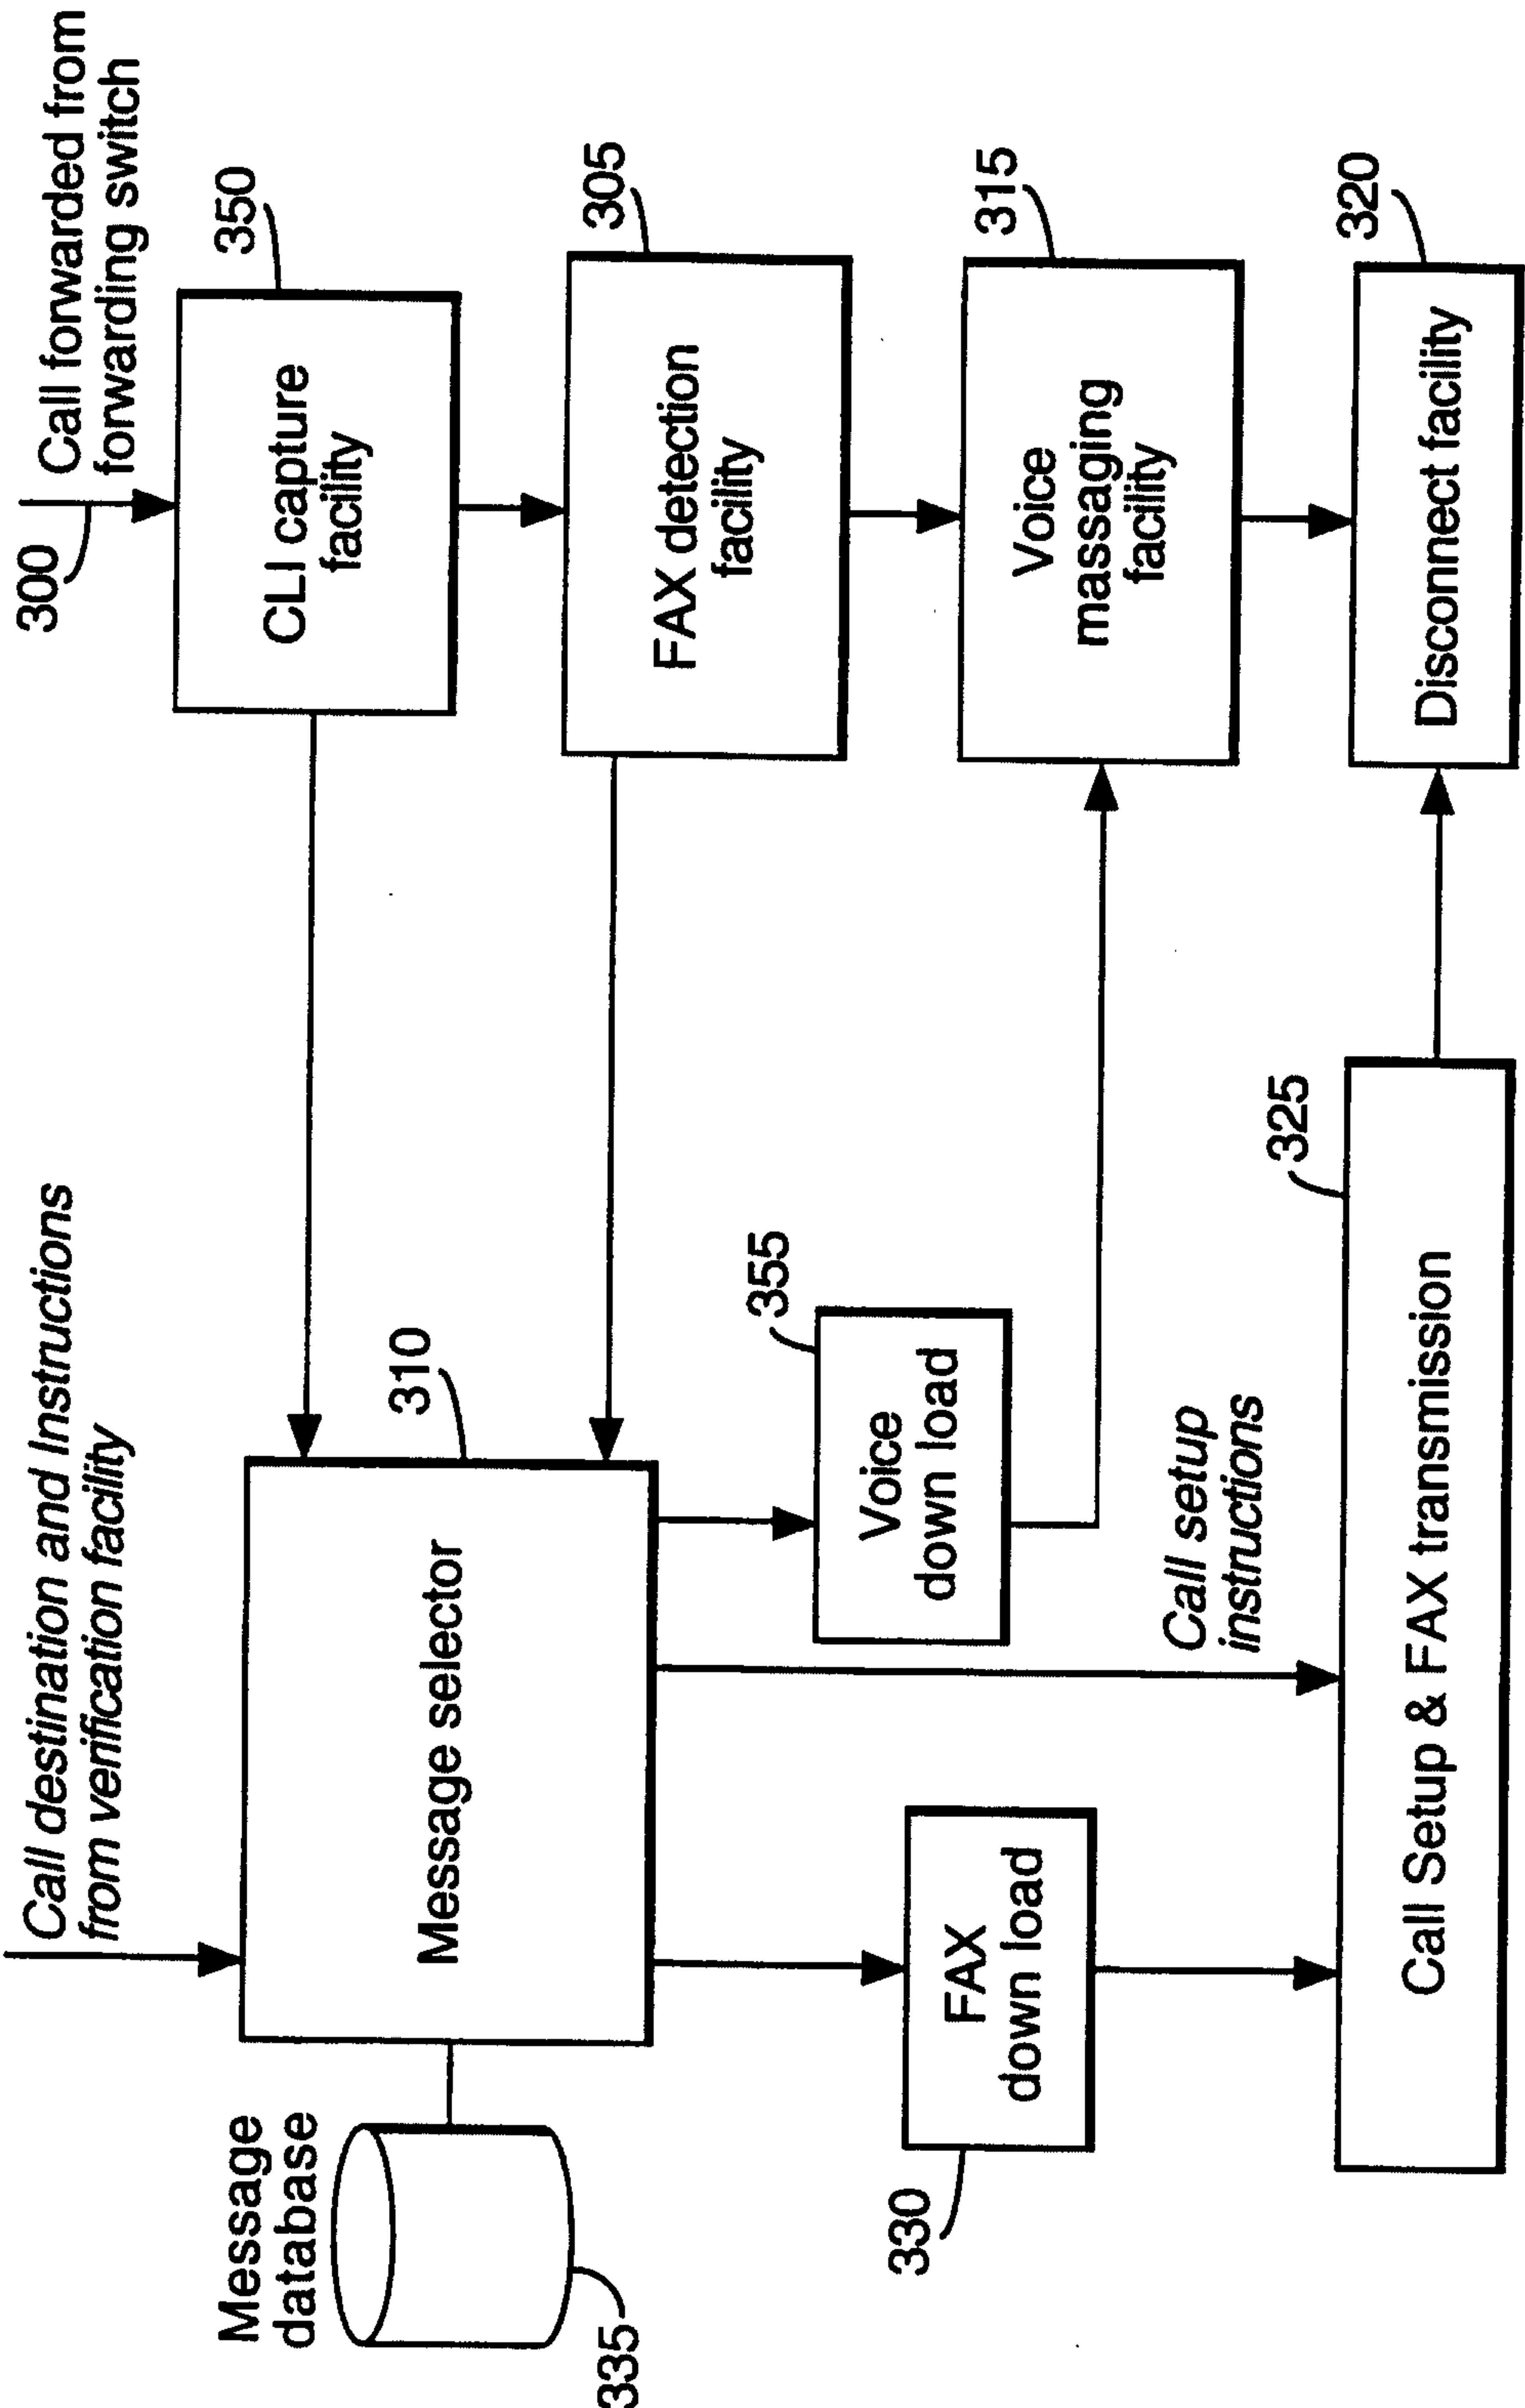 Call destination and Instructions
from verification facility
Call forwarded from
forwarding switch
300
350
CLI capture
facility
Message
database
335
310
Message selector
305
FAX detection
facility
355
Voice
down load
315
Voice
massaging
facility
330
FAX
down load
Call setup
instructions
325
Call Setup & FAX transmission
320
Disconnect facility